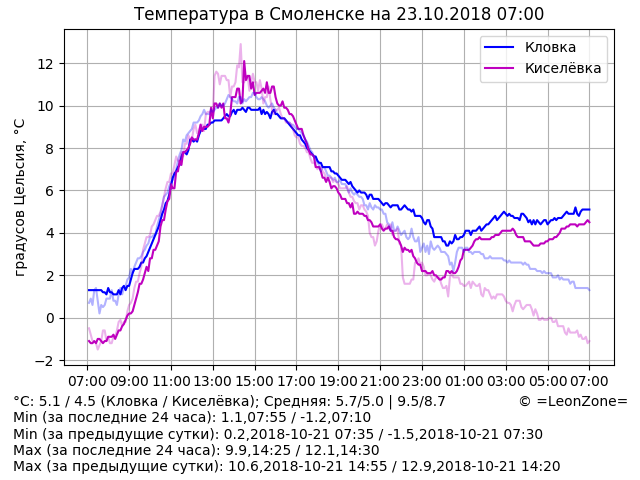 Температура в Смоленске на 23.10.2018 07:00
Кловка
Киселёвка
градусов Цельсия, °C
12
10
8
6
4
2
0
−2
07:00 09:00 11:00 13:00 15:00 17:00 19:00 21:00 23:00 01:00 03:00 05:00 07:00
°C: 5.1 / 4.5 (Кловка / Киселёвка); Средняя: 5.7/5.0 | 9.5/8.7 © =LeonZone=
Min (за последние 24 часа): 1.1,07:55 / -1.2,07:10
Min (за предыдущие сутки): 0.2,2018-10-21 07:35 / -1.5,2018-10-21 07:30
Max (за последние 24 часа): 9.9,14:25 / 12.1,14:30
Max (за предыдущие сутки): 10.6,2018-10-21 14:55 / 12.9,2018-10-21 14:20